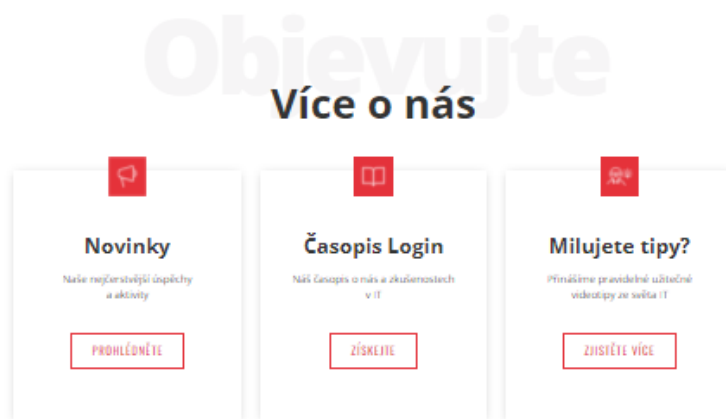 Objevujte
Více o nás
Novinky
Naše nejčerstvější úspěchy
a aktivity
PROHLÉDNĚTE
Časopis Login
Náš časopis o nás a zkušenostech
v IT
ZÍSKEJTE
Milujete tipy?
Přinášíme pravidelné užitečné
videotipy ze světa IT
ZJISTĚTE VÍCE